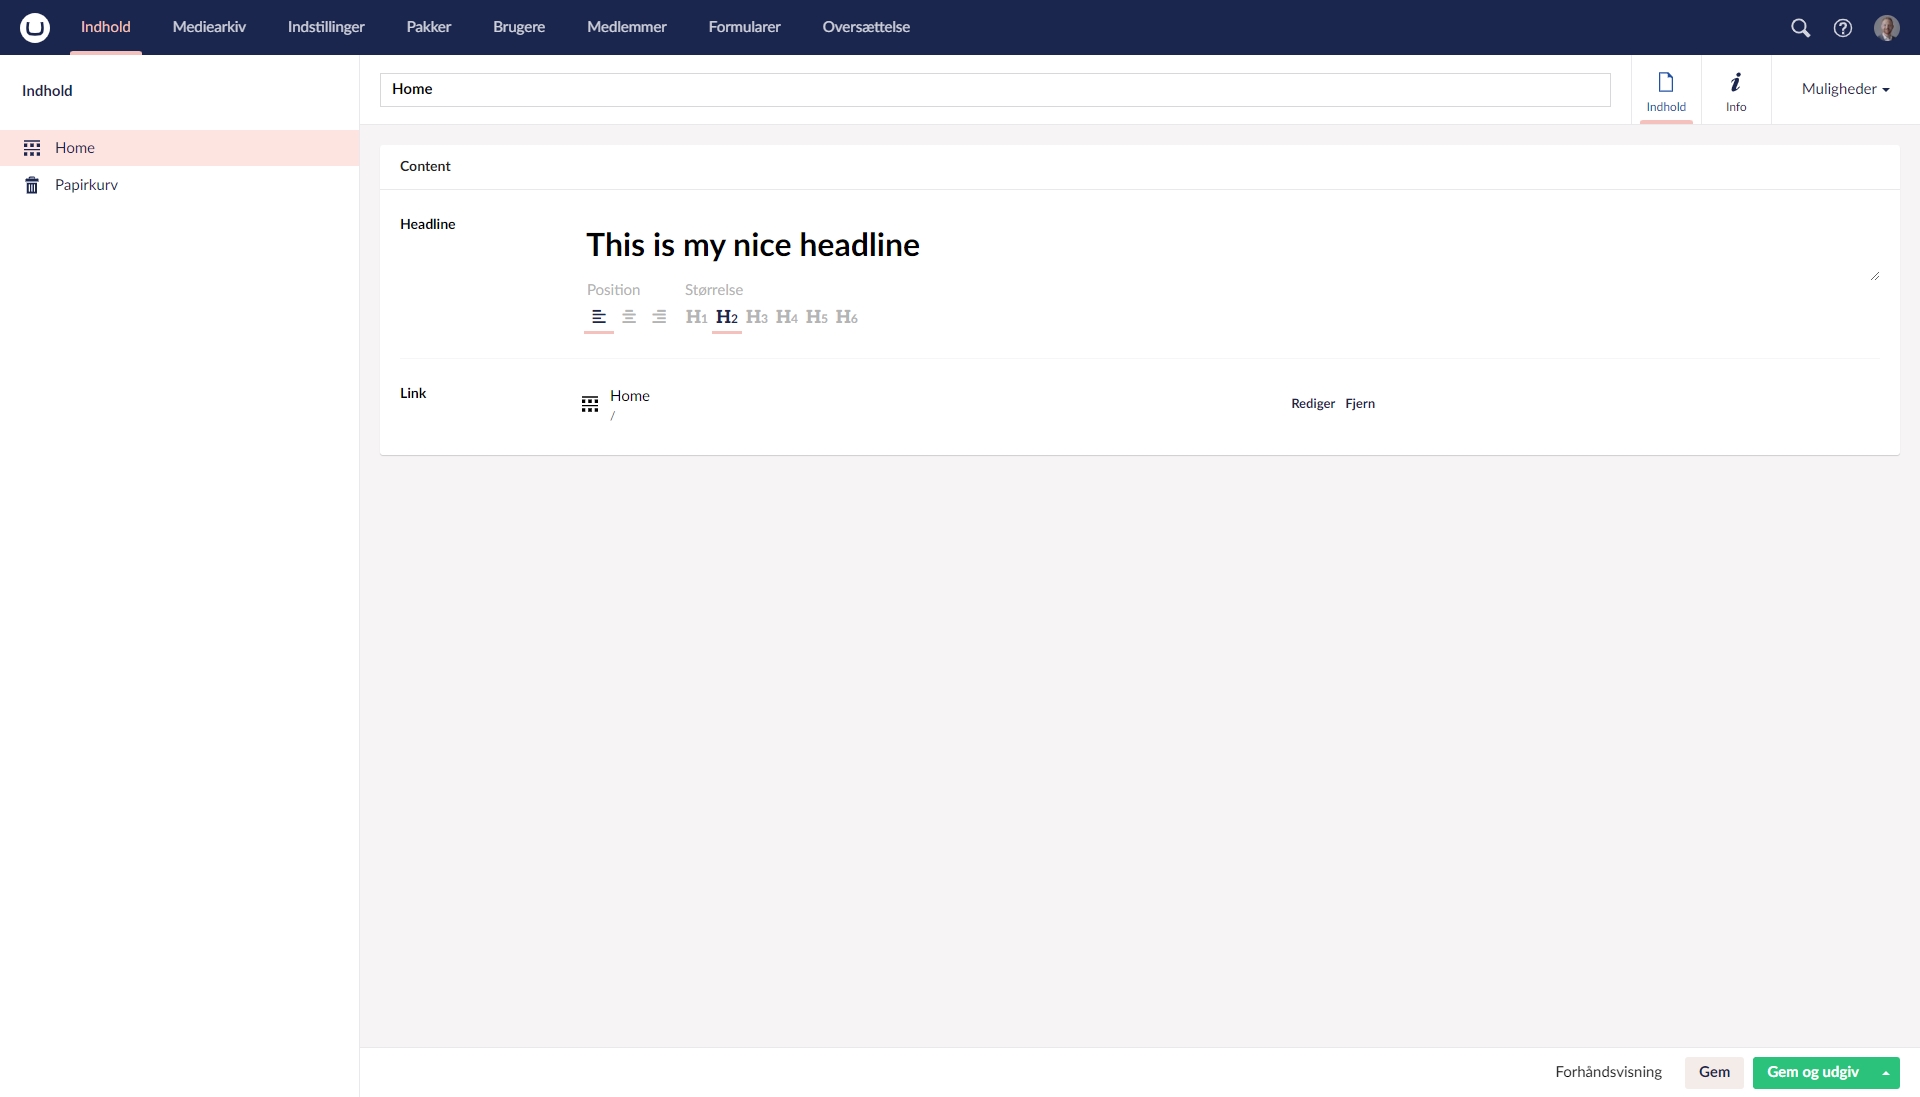 Indhold Mediearkiv Indstillinger Pakker Brugere Medlemmer Formularer Oversættelse
Indhold
Home
Papirkurv
Home
Indhold
Info
Muligheder
Content
Headline
This is my nice headline
Position Størrelse
H1 H2 H3 H4 H5 H6
Link
Home
/
Rediger Fjern
Forhåndsvisning Gem Gem og udgiv